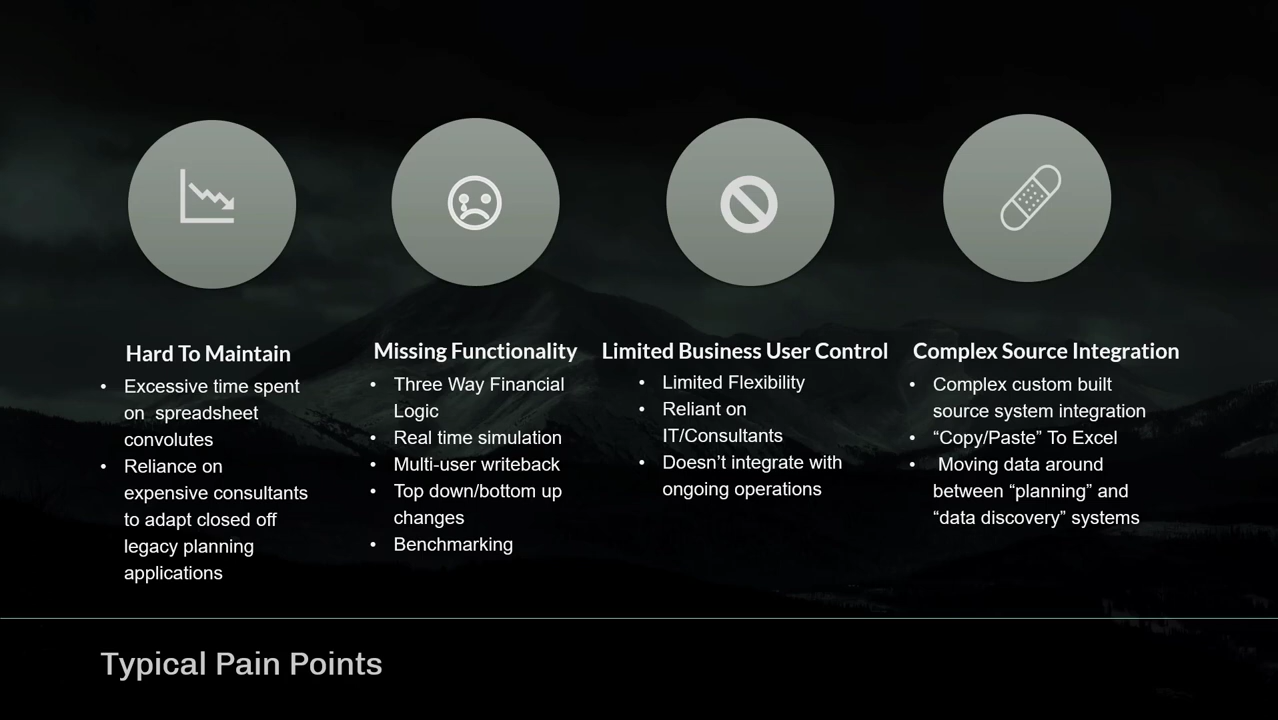 Hard To Maintain
• Excessive time spent
on  spreadsheet
convolutes
• Reliance on
expensive consultants
to adapt closed off
legacy planning
applications
Missing Functionality
• Three Way Financial
Logic
• Real time simulation
• Multi-user writeback
• Top down/bottom up
changes
• Benchmarking
Limited Business User Control
• Limited Flexibility
• Reliant on
IT/Consultants
• Doesn’t integrate with
ongoing operations
Complex Source Integration
• Complex custom built
source system integration
• “Copy/Paste” To Excel
•  Moving data around
between “planning” and
“data discovery” systems
Typical Pain Points